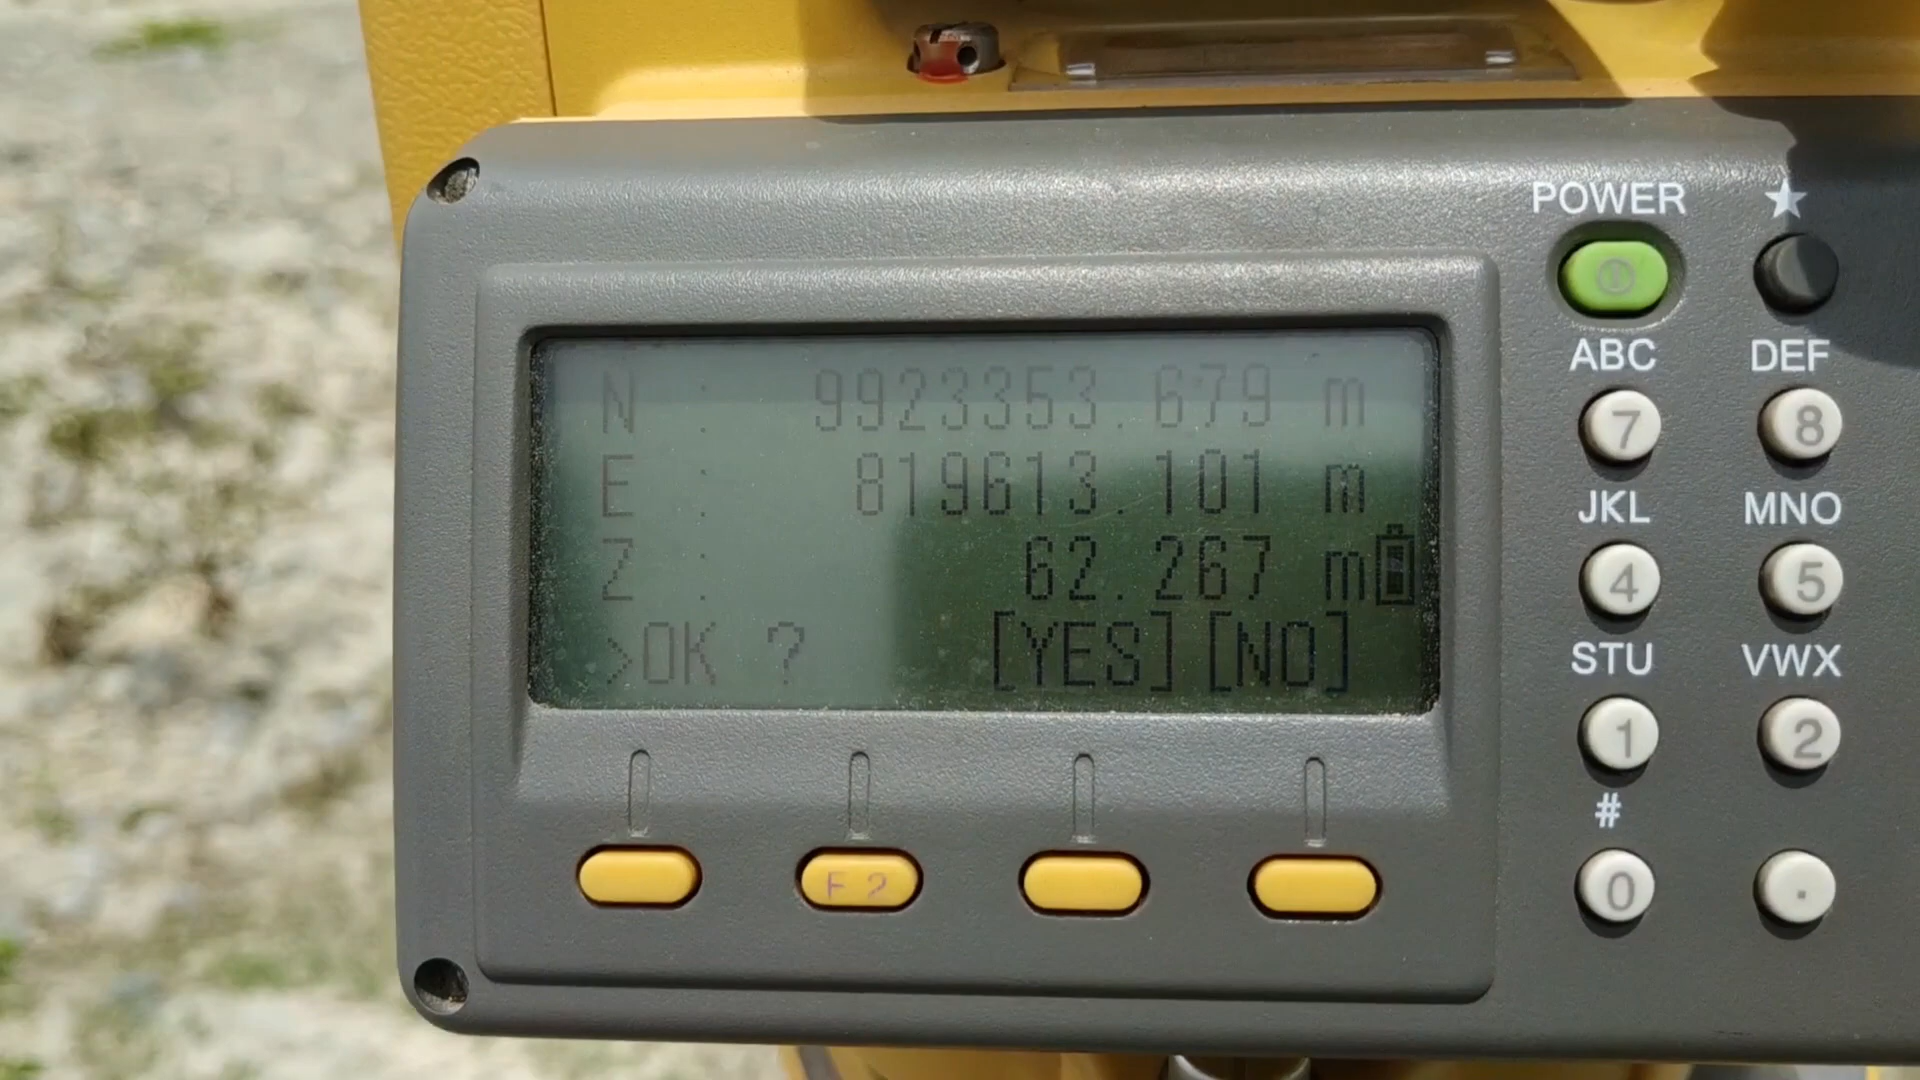 N : 9923353.679 m
E : 819613.101 m
Z : 62.267 m
>OK ? [YES][NO]
F 2
POWER ★
ABC DEF
7 8
JKL MNO
4 5
STU VWX
1 2
#
0 .